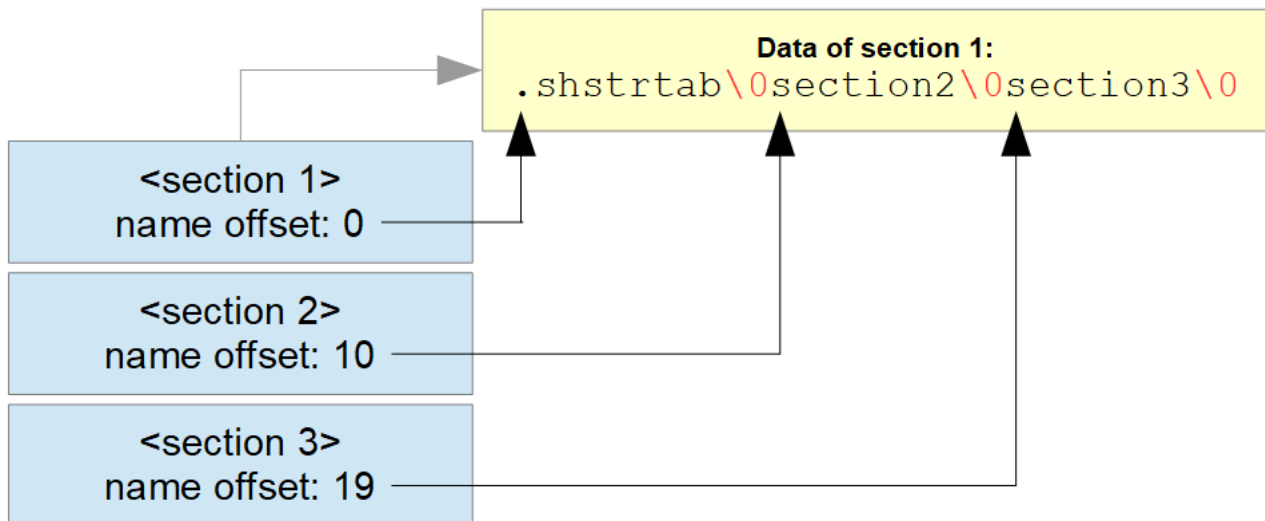 Data of section 1:
.shstrtab\0section2\0section3\0
<section 1>
name offset: 0
<section 2>
name offset: 10
<section 3>
name offset: 19